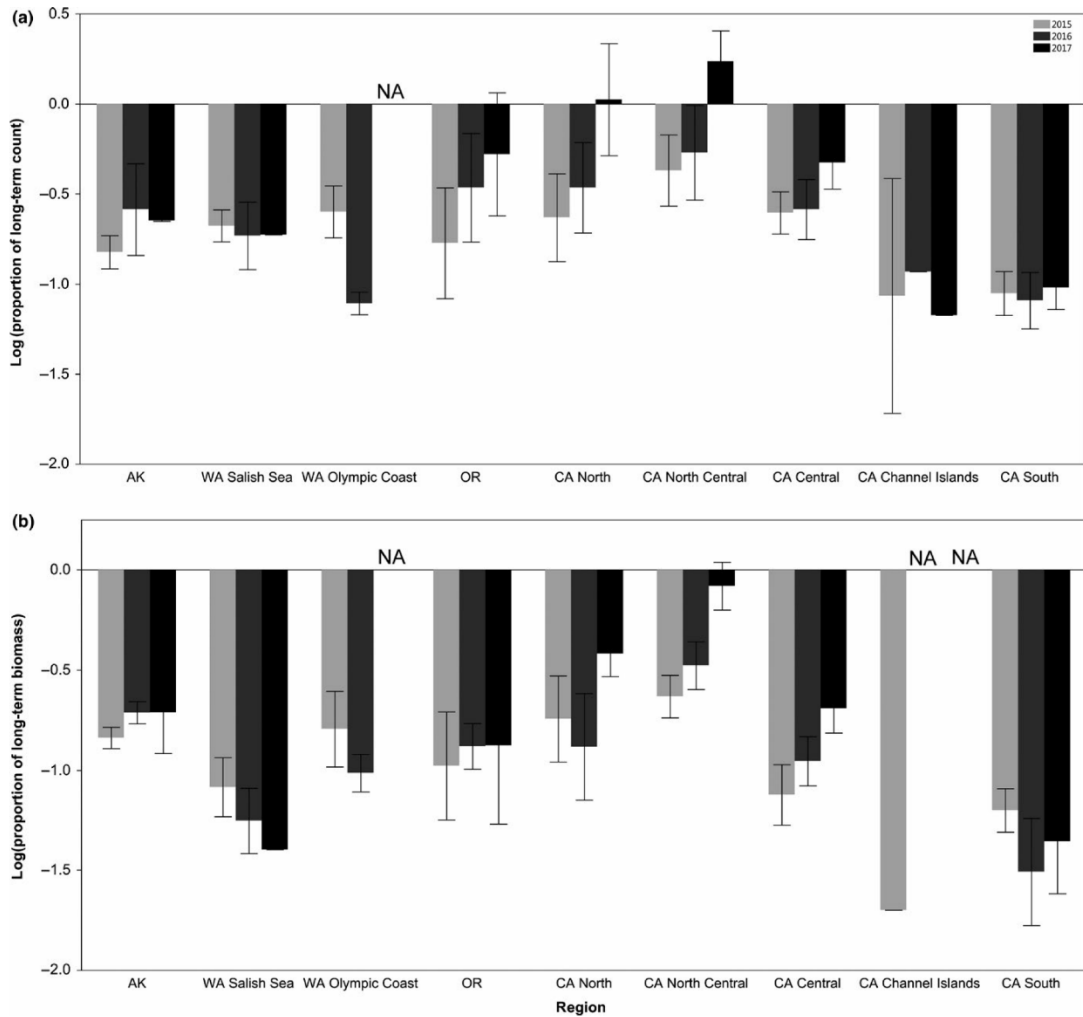 (a)
0.5
0.0
–0.5
–1.0
–1.5
–2.0
Log (proportion of long-term count)
NA
2015
2016
2017
AK WA Salish Sea WA Olympic Coast OR CA North CA North Central CA Central CA Channel Islands CA South
(b)
0.0
–0.5
–1.0
–1.5
–2.0
Log(proportion of long-term biomass)
NA NA NA
AK WA Salish Sea WA Olympic Coast OR CA North CA North Central CA Central CA Channel Islands CA South
Region